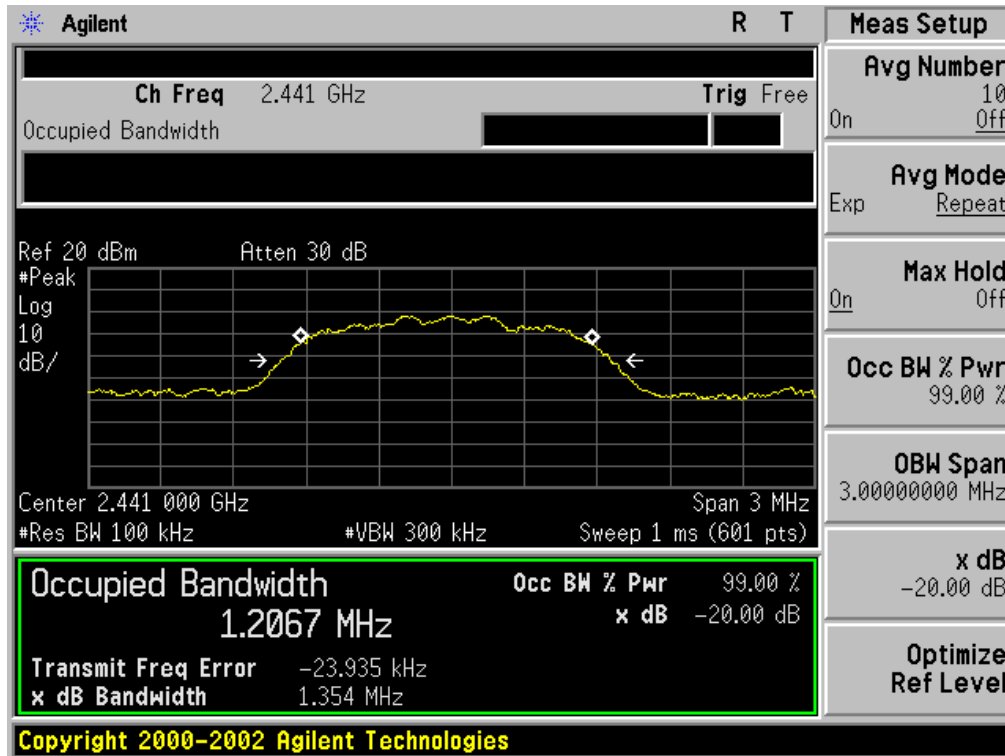 Agilent R T
Ch Freq 2.441 GHz Trig Free
Occupied Bandwidth
Ref 20 dBm Atten 30 dB
#Peak
Log
10
dB/
Center 2.441 000 GHz Span 3 MHz
#Res BW 100 kHz #VBW 300 kHz Sweep 1 ms (601 pts)
Occupied Bandwidth Occ BW % Pwr 99.00 %
1.2067 MHz x dB -20.00 dB
Transmit Freq Error -23.935 kHz
x dB Bandwidth 1.354 MHz
Copyright 2000-2002 Agilent Technologies
Meas Setup
Avg Number
10
On Off
Avg Mode
Exp Repeat
Max Hold
On Off
Occ BW % Pwr
99.00 %
OBW Span
3.00000000 MHz
x dB
-20.00 dB
Optimize
Ref Level